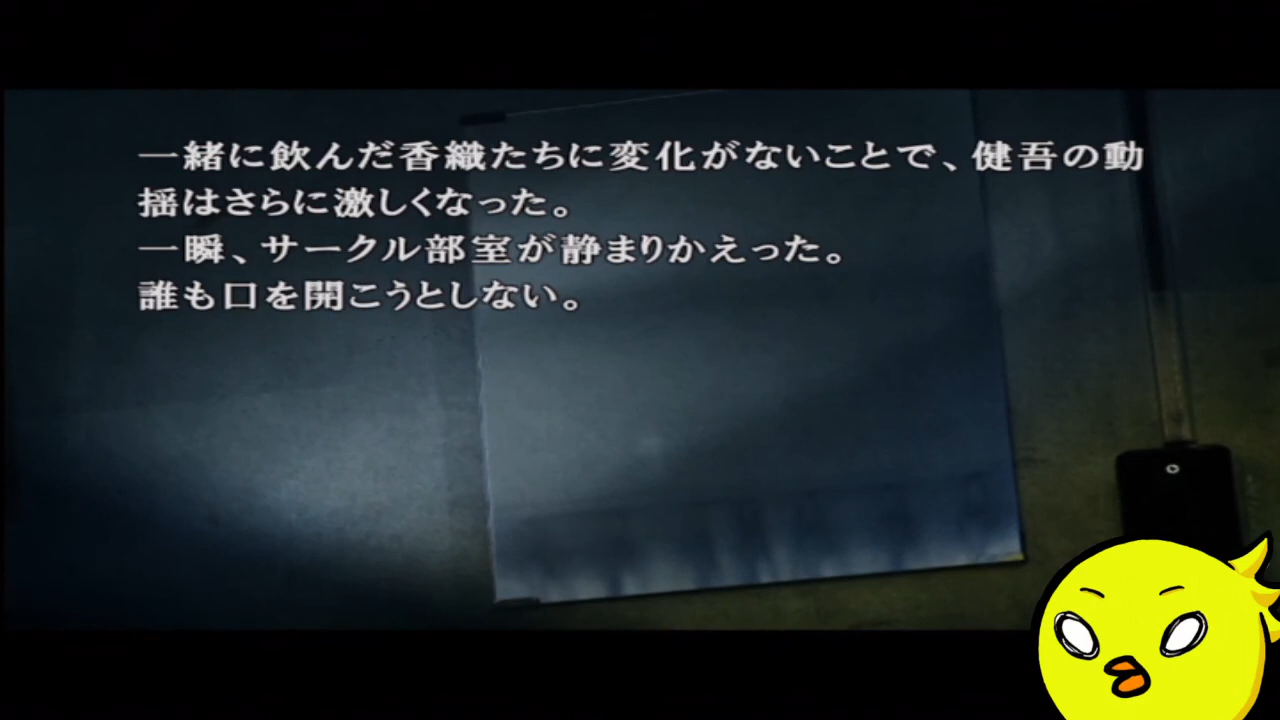 一緒に飲んだ香織たちに変化がないことで、健吾の動
揺はさらに激しくなった。
一瞬、サークル部室が静まりかえった。
誰も口を開こうとしない。